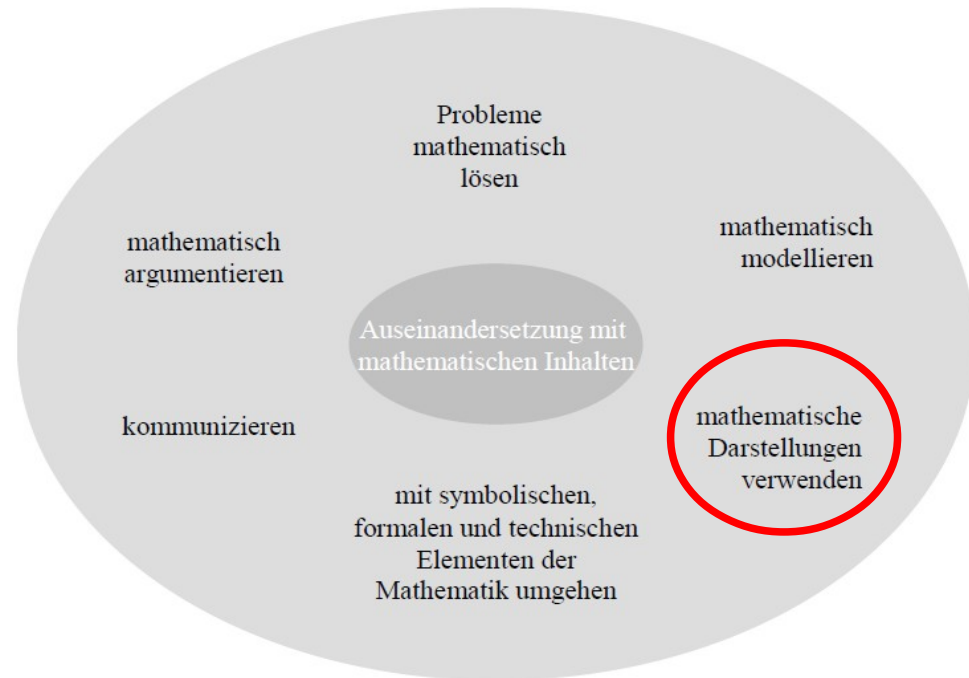 Probleme
mathematisch
lösen
mathematisch
argumentieren
mathematisch
modellieren
Auseinandersetzung mit
mathematischen Inhalten
kommunizieren
mathematische
Darstellungen
verwenden
mit symbolischen,
formalen und technischen
Elementen der
Mathematik umgehen